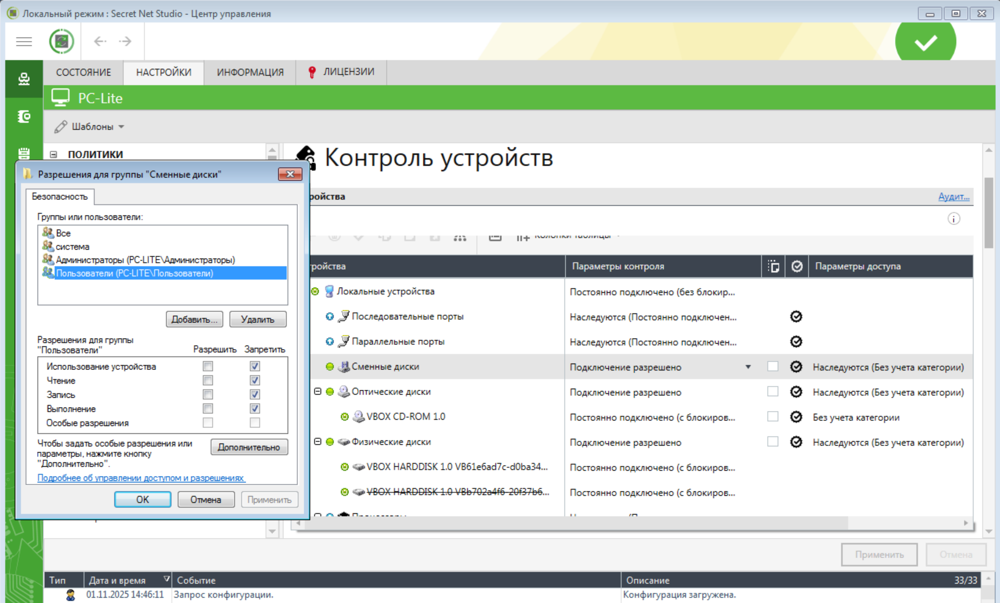 Локальный режим : Secret Net Studio - Центр управления
СОСТОЯНИЕ НАСТРОЙКИ ИНФОРМАЦИЯ ЛИЦЕНЗИИ
PC-Lite
Шаблоны
ПОЛИТИКИ
Контроль устройств
Разрешения для группы "Сменные диски"
Безопасность
Группы или пользователи:
Все
система
Администраторы (PC-LITE\Администраторы)
Пользователи (PC-LITE\Пользователи)
Добавить... Удалить
Разрешения для группы
"Пользователи" Разрешить Запретить
Использование устройства
Чтение
Запись
Выполнение
Особые разрешения
Чтобы задать особые разрешения или
параметры, нажмите кнопку
"Дополнительно".
Дополнительно
Подробнее об управлении доступом и разрешениях
ОК Отмена Применить
ройства Аудит...
Колонки таблицы
ройства Параметры контроля Параметры доступа
Локальные устройства Постоянно подключено (без блокир...
Последовательные порты Наследуются (Постоянно подключен...
Параллельные порты Наследуются (Постоянно подключен...
Сменные диски Подключение разрешено Наследуются (Без учета категории)
Оптические диски Подключение разрешено Наследуются (Без учета категории)
VBOX CD-ROM 1.0 Постоянно подключено (с блокиров... Без учета категории
Физические диски Подключение разрешено Наследуются (Без учета категории)
VBOX HARDDISK 1.0 VB61e6ad7c-d0ba34... Постоянно подключено (с блокиров...
VBOX HARDDISK 1.0 VBb702a4f6-20f37b6... Постоянно подключено (с блокиров...
Применить Отмена
Тип Дата и время Событие Описание 33/33
01.11.2025 14:46:11 Запрос конфигурации. Конфигурация загружена.